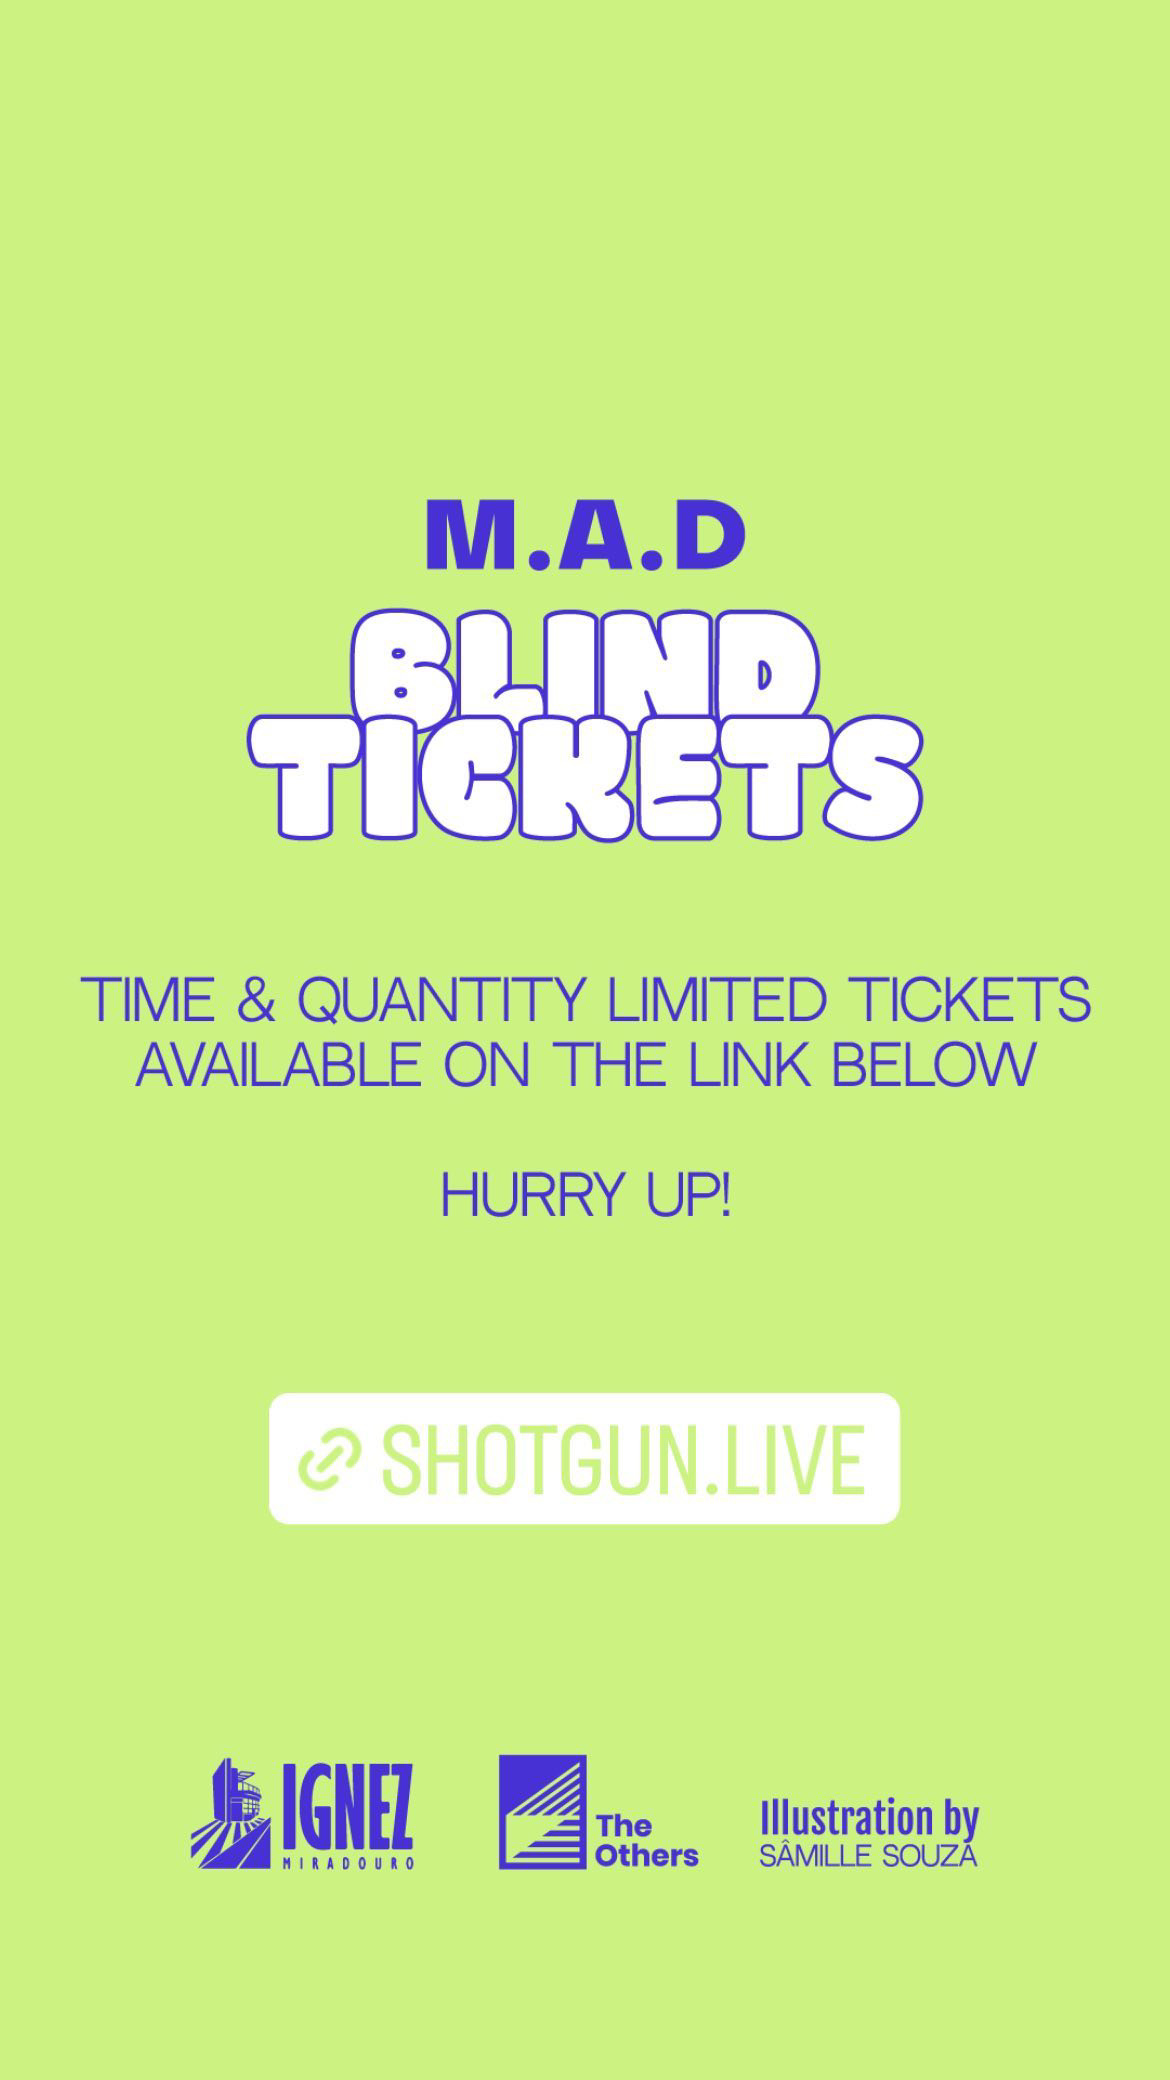 M.A.D
BLIND
TICKETS
TIME & QUANTITY LIMITED TICKETS
AVAILABLE ON THE LINK BELOW
HURRY UP!
SHOTGUN.LIVE
IGNEZ
MIRADOURO
The
Others
Illustration by
SÂMILLE SOUZA